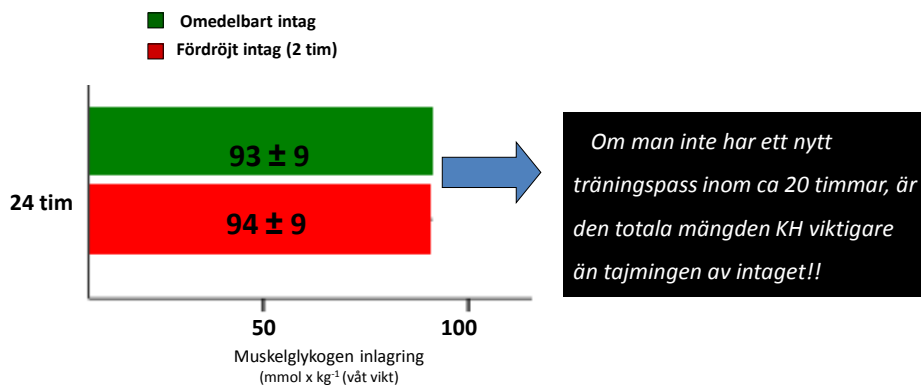 Omedelbart intag
Fördröjt intag (2 tim)
93 ± 9
24 tim
94 ± 9
50
100
Muskelglykogen inlagring
(mmol x kg-1 (våt vikt)
Om man inte har ett nytt
träningspass inom ca 20 timmar, är
den totala mängden KH viktigare
än tajmingen av intaget!!